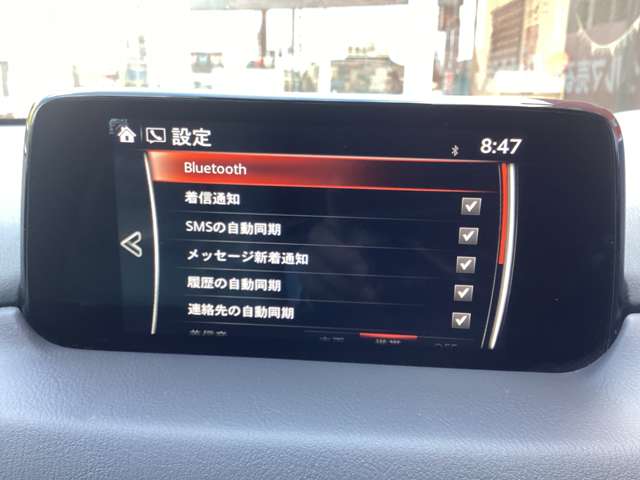 設定 8:47
Bluetooth
着信通知
SMSの自動同期
メッセージ新着通知
履歴の自動同期
連絡先の自動同期